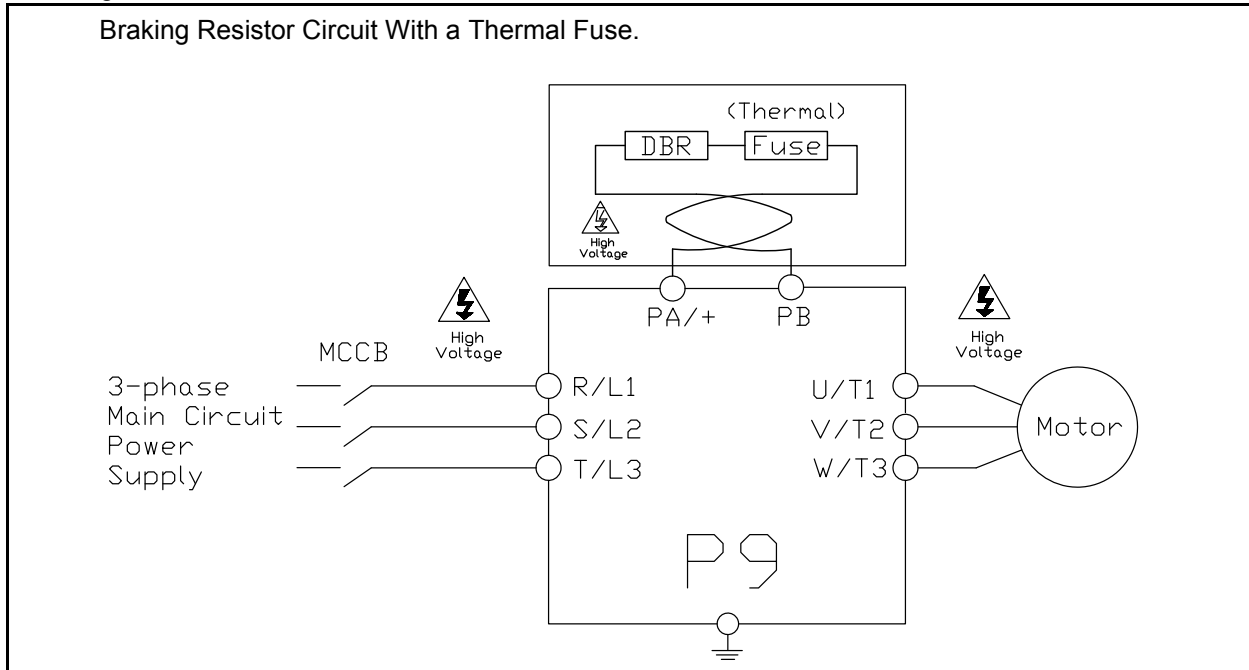 Braking Resistor Circuit With a Thermal Fuse.
(Thermal)
DBR
Fuse
High
Voltage
PA/+
PB
High
Voltage
High
Voltage
MCCB
3-phase
Main Circuit
Power
Supply
R/L1
S/L2
T/L3
U/T1
V/T2
W/T3
Motor
P9